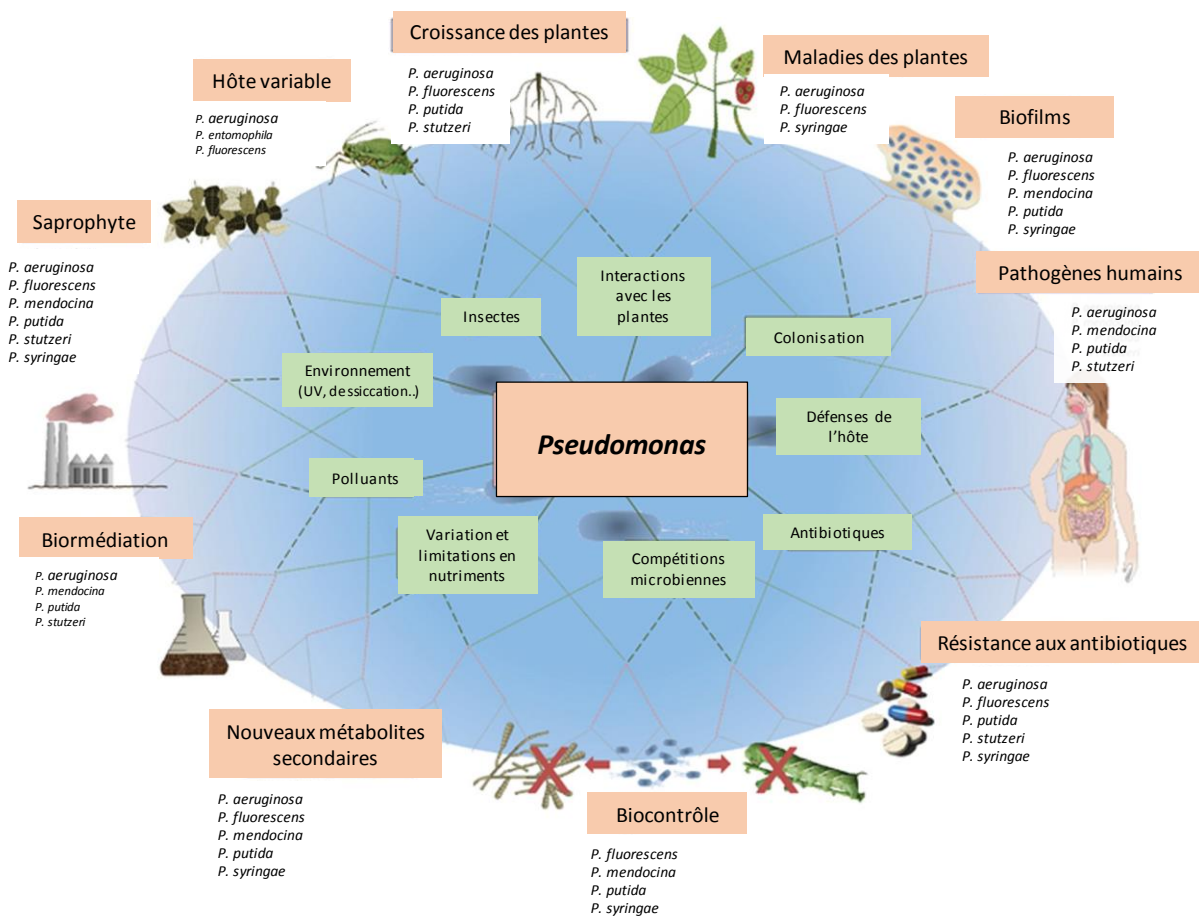 Croissance des plantes
P. aeruginosa
P. fluorescens
P. putida
P. stutzeri
Maladies des plantes
P. aeruginosa
P. fluorescens
P. syringae
Hôte variable
P. aeruginosa
P. entomophila
P. fluorescens
Biofilms
P. aeruginosa
P. fluorescens
P. mendocina
P. putida
P. syringae
Saprophyte
P. aeruginosa
P. fluorescens
P. mendocina
P. putida
P. stutzeri
P. syringae
Pathogènes humains
P. aeruginosa
P. mendocina
P. putida
P. stutzeri
Interactions
avec les
plantes
Insectes
Colonisation
Environnement
(UV, dessiccation..)
Pseudomonas
Défenses de
l'hôte
Polluants
Variation et
limitations en
nutriments
Compétitions
microbiennes
Antibiotiques
Biormédiation
P. aeruginosa
P. mendocina
P. putida
P. stutzeri
Résistance aux antibiotiques
P. aeruginosa
P. fluorescens
P. putida
P. stutzeri
P. syringae
Nouveaux métabolites
secondaires
P. aeruginosa
P. fluorescens
P. mendocina
P. putida
P. syringae
Biocontrôle
P. fluorescens
P. mendocina
P. putida
P. syringae